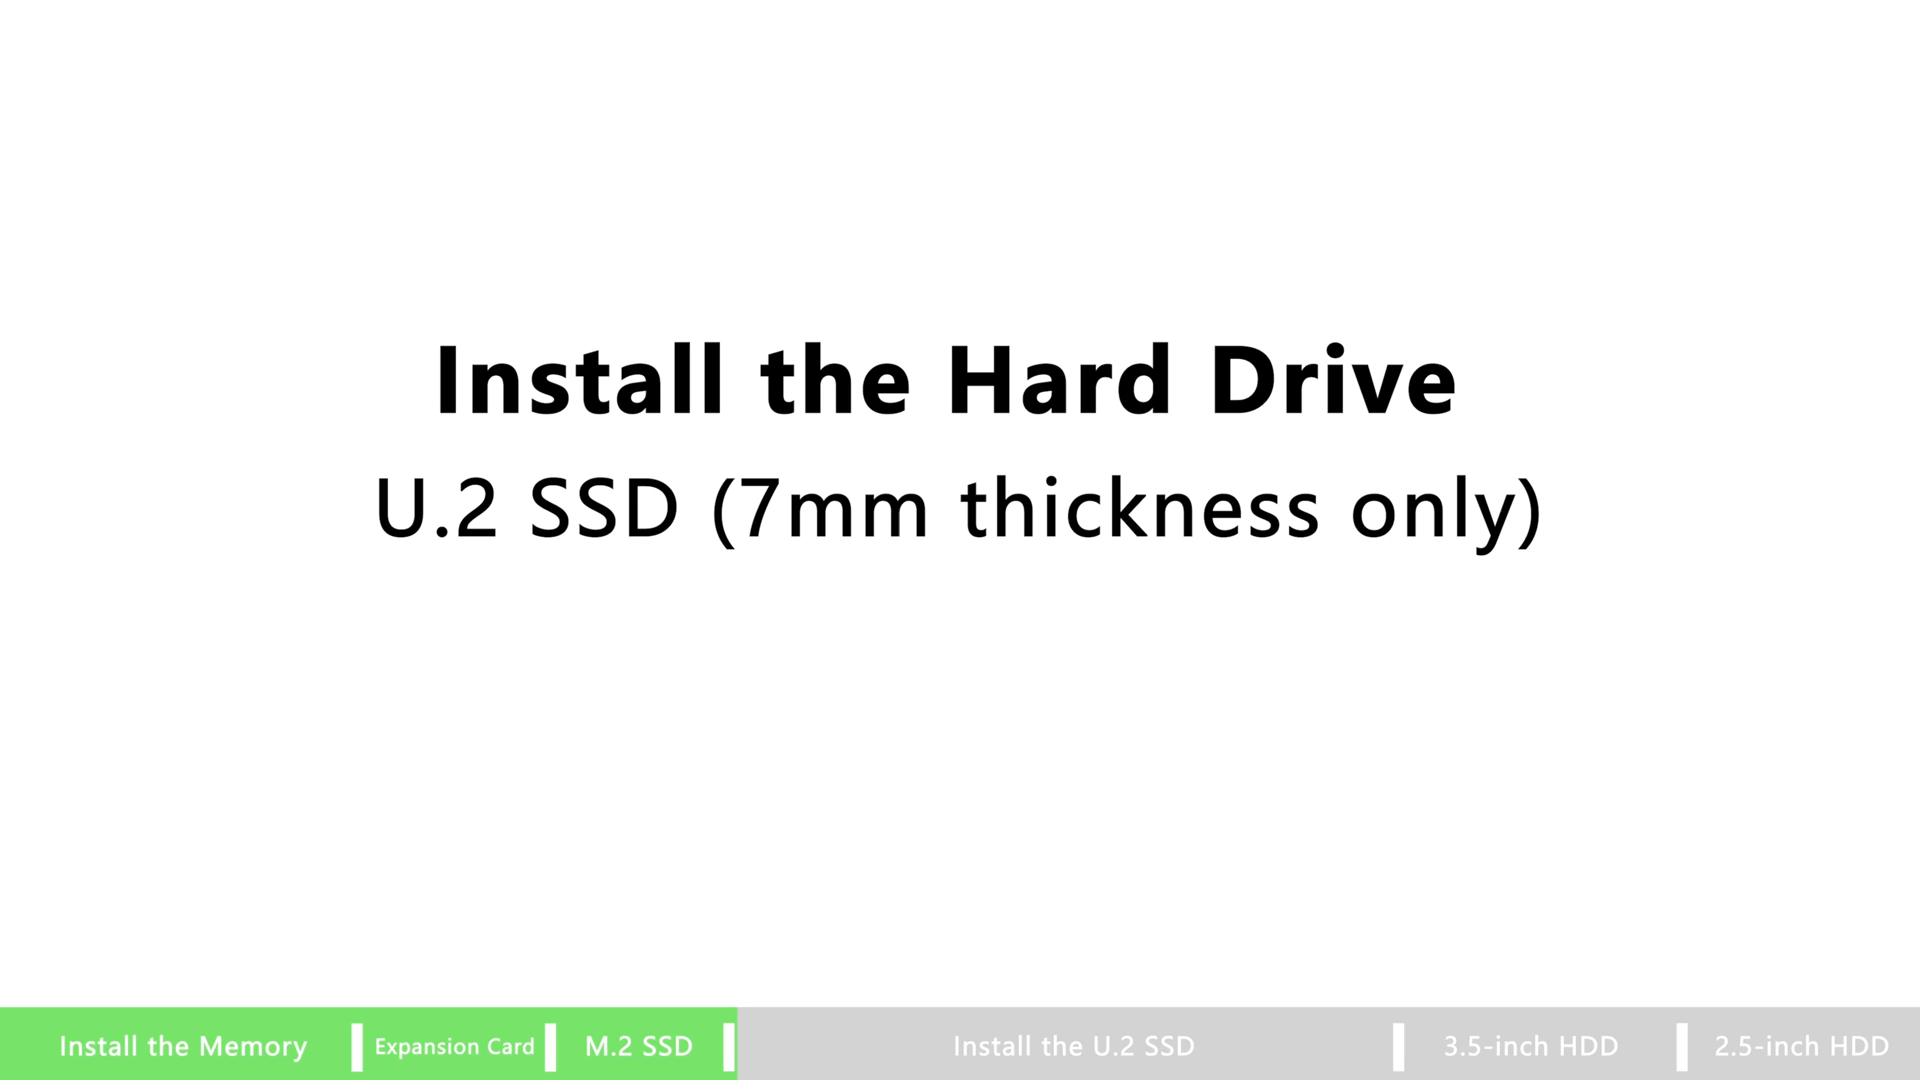 Install the Hard Drive
U.2 SSD (7mm thickness only)
Install the Memory
Expansion Card
M.2 SSD
Install the U.2 SSD
3.5-inch HDD
2.5-inch HDD